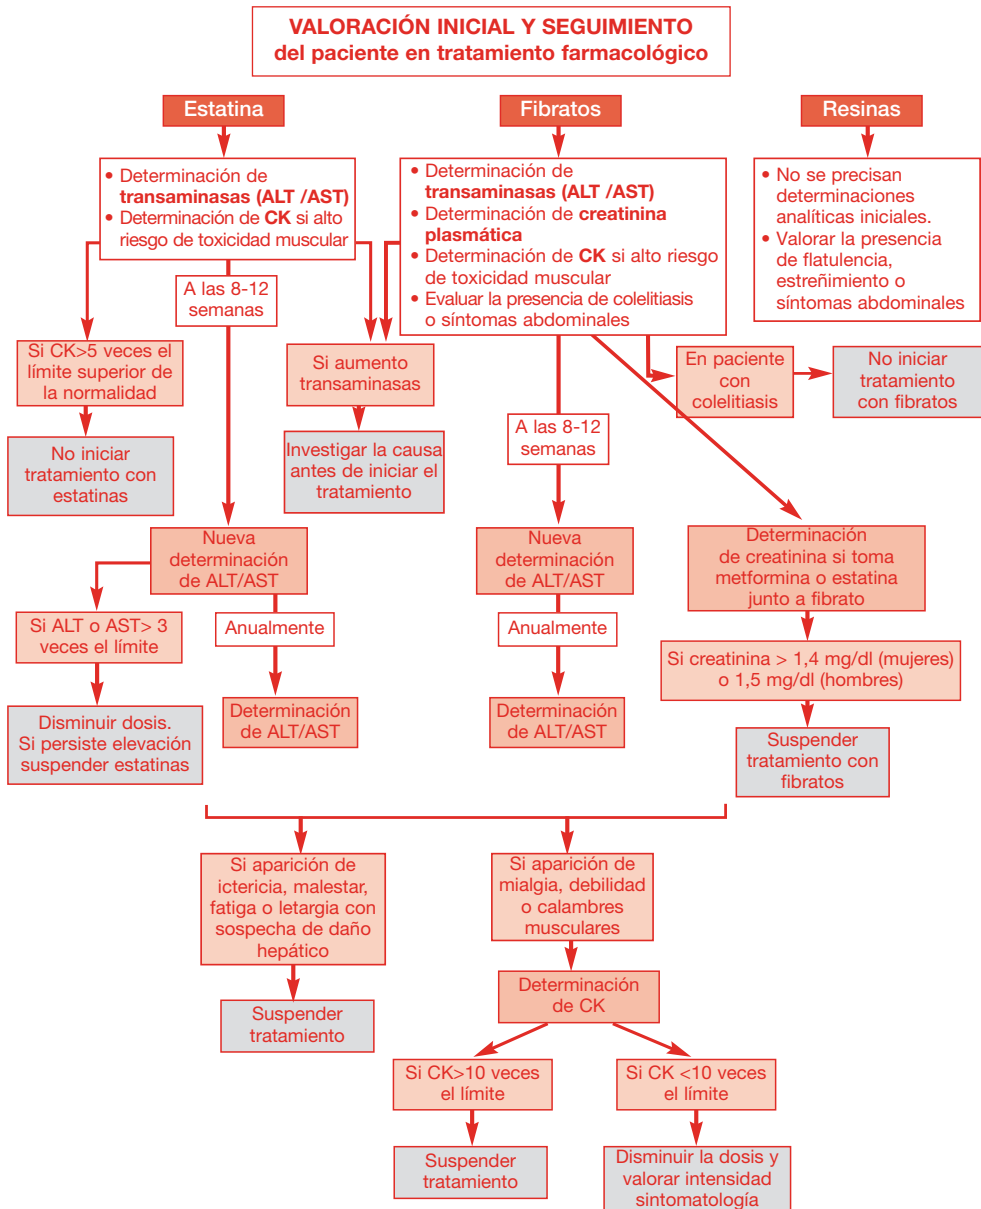 VALORACIÓN INICIAL Y SEGUIMIENTO
del paciente en tratamiento farmacológico
Estatina
• Determinación de
transaminasas (ALT /AST)
• Determinación de CK si alto
riesgo de toxicidad muscular
Fibratos
• Determinación de
transaminasas (ALT /AST)
• Determinación de creatinina
plasmática
• Determinación de CK si alto riesgo
de toxicidad muscular
• Evaluar la presencia de colelitiasis
o síntomas abdominales
Resinas
• No se precisan
determinaciones
analíticas iniciales.
• Valorar la presencia
de flatulencia,
estreñimiento o
síntomas abdominales
A las 8-12
semanas
Si CK>5 veces el
límite superior de
la normalidad
No iniciar
tratamiento con
estatinas
Si aumento
transaminasas
Investigar la causa
antes de iniciar el
tratamiento
A las 8-12
semanas
En paciente
con
colelitiasis
No iniciar
tratamiento
con fibratos
Nueva
determinación
de ALT/AST
Si ALT o AST> 3
veces el límite
Disminuir dosis.
Si persiste elevación
suspender estatinas
Anualmente
Determinación
de ALT/AST
Nueva
determinación
de ALT/AST
Anualmente
Determinación
de ALT/AST
Determinación
de creatinina si toma
metformina o estatina
junto a fibrato
Si creatinina > 1,4 mg/dl (mujeres)
o 1,5 mg/dl (hombres)
Suspender
tratamiento con
fibratos
Si aparición de
ictericia, malestar,
fatiga o letargia con
sospecha de daño
hepático
Suspender
tratamiento
Si aparición de
mialgia, debilidad
o calambres
musculares
Determinación
de CK
Si CK>10 veces
el límite
Suspender
tratamiento
Si CK <10 veces
el límite
Disminuir la dosis y
valorar intensidad
sintomatología